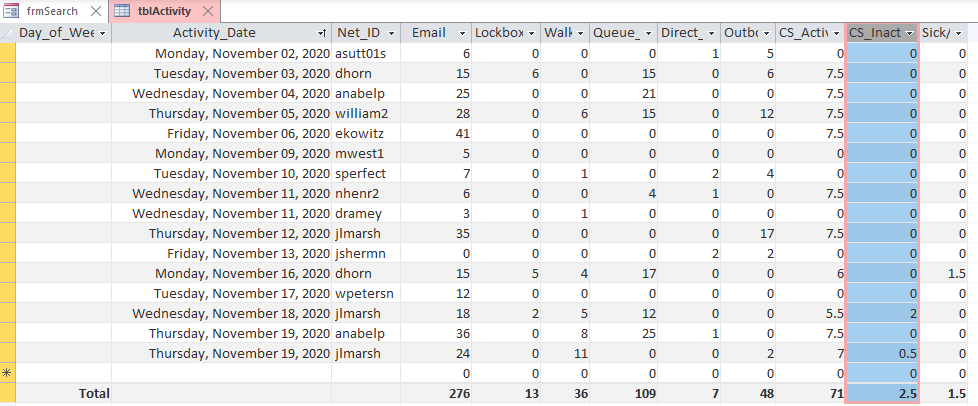 frmSearch tblActivity
Day_of_Wee Activity_Date Net_ID Email Lockbox Walk Queue_ Direct_ Outbo CS_Activ CS_Inact Sick/
Monday, November 02, 2020 asutt01s 6 0 0 0 1 5 0 0 0
Tuesday, November 03, 2020 dhorn 15 6 0 15 0 6 7.5 0 0
Wednesday, November 04, 2020 anabelp 25 0 0 21 0 0 7.5 0 0
Thursday, November 05, 2020 william2 28 0 6 15 0 12 7.5 0 0
Friday, November 06, 2020 ekowitz 41 0 0 0 0 0 7.5 0 0
Monday, November 09, 2020 mwest1 5 0 0 0 0 0 0 0 0
Tuesday, November 10, 2020 sperfect 7 0 1 0 2 4 0 0 0
Wednesday, November 11, 2020 nhenr2 6 0 0 4 1 0 7.5 0 0
Wednesday, November 11, 2020 dramey 3 0 1 0 0 0 0 0 0
Thursday, November 12, 2020 jlmarsh 35 0 0 0 0 17 7.5 0 0
Friday, November 13, 2020 jshermn 0 0 0 0 2 2 0 0 0
Monday, November 16, 2020 dhorn 15 5 4 17 0 0 6 0 1.5
Tuesday, November 17, 2020 wpetersn 12 0 0 0 0 0 0 0 0
Wednesday, November 18, 2020 jlmarsh 18 2 5 12 0 0 5.5 2 0
Thursday, November 19, 2020 anabelp 36 0 8 25 1 0 7.5 0 0
Thursday, November 19, 2020 jlmarsh 24 0 11 0 0 2 7 0.5 0
0 0 0 0 0 0 0 0 0
Total 276 13 36 109 7 48 71 2.5 1.5